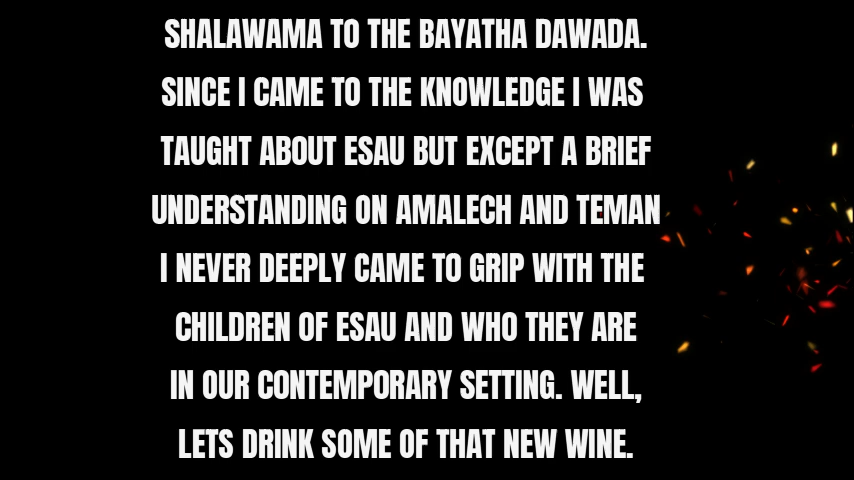 SHALAWAMA TO THE BAYATHA DAWADA.
SINCE I CAME TO THE KNOWLEDGE I WAS
TAUGHT ABOUT ESAU BUT EXCEPT A BRIEF
UNDERSTANDING ON AMALECH AND TEMAN
I NEVER DEEPLY CAME TO GRIP WITH THE
CHILDREN OF ESAU AND WHO THEY ARE
IN OUR CONTEMPORARY SETTING. WELL,
LETS DRINK SOME OF THAT NEW WINE.